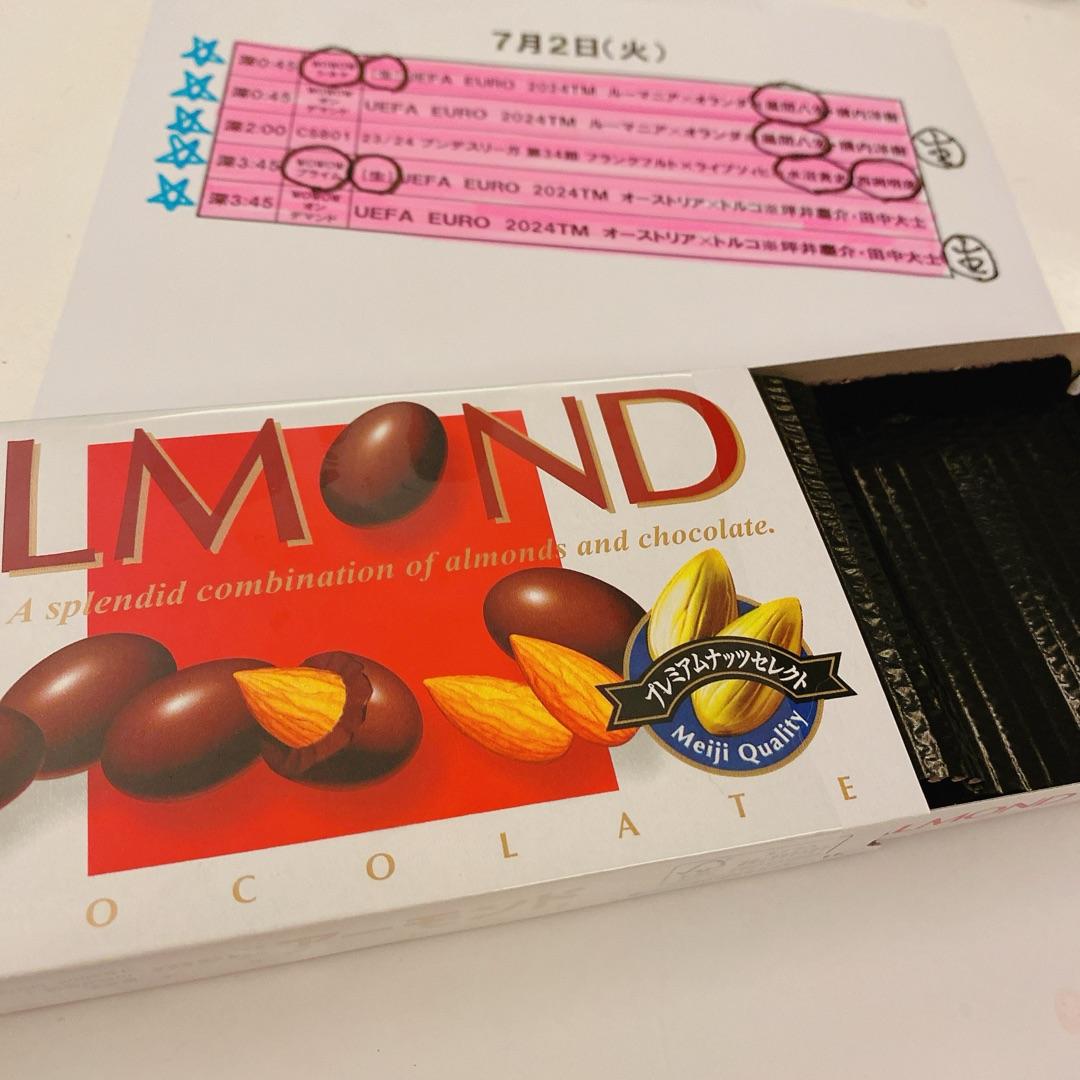 7月2日(火)
深0:45 WOWOW (生)UEFA EURO 2024TM ルーマニア×オランダ 風間八宏・横内洋樹
深0:45 WOWOWオンデマンド UEFA EURO 2024TM ルーマニア×オランダ 風間八宏・横内洋樹
深2:00 CS801 23/24 ブンデスリーガ 第34節 フランクフルト×ライプツィヒ
深3:45 WOWOWプライム (生)UEFA EURO 2024TM オーストリア×トルコ※坪井慶介・田中大士
深3:45 WOWOWオンデマンド UEFA EURO 2024TM オーストリア×トルコ※坪井慶介・田中大士
LMOND
A splendid combination of almonds and chocolate.
プレミアムナッツセレクト
Meiji Quality
OCOLATE